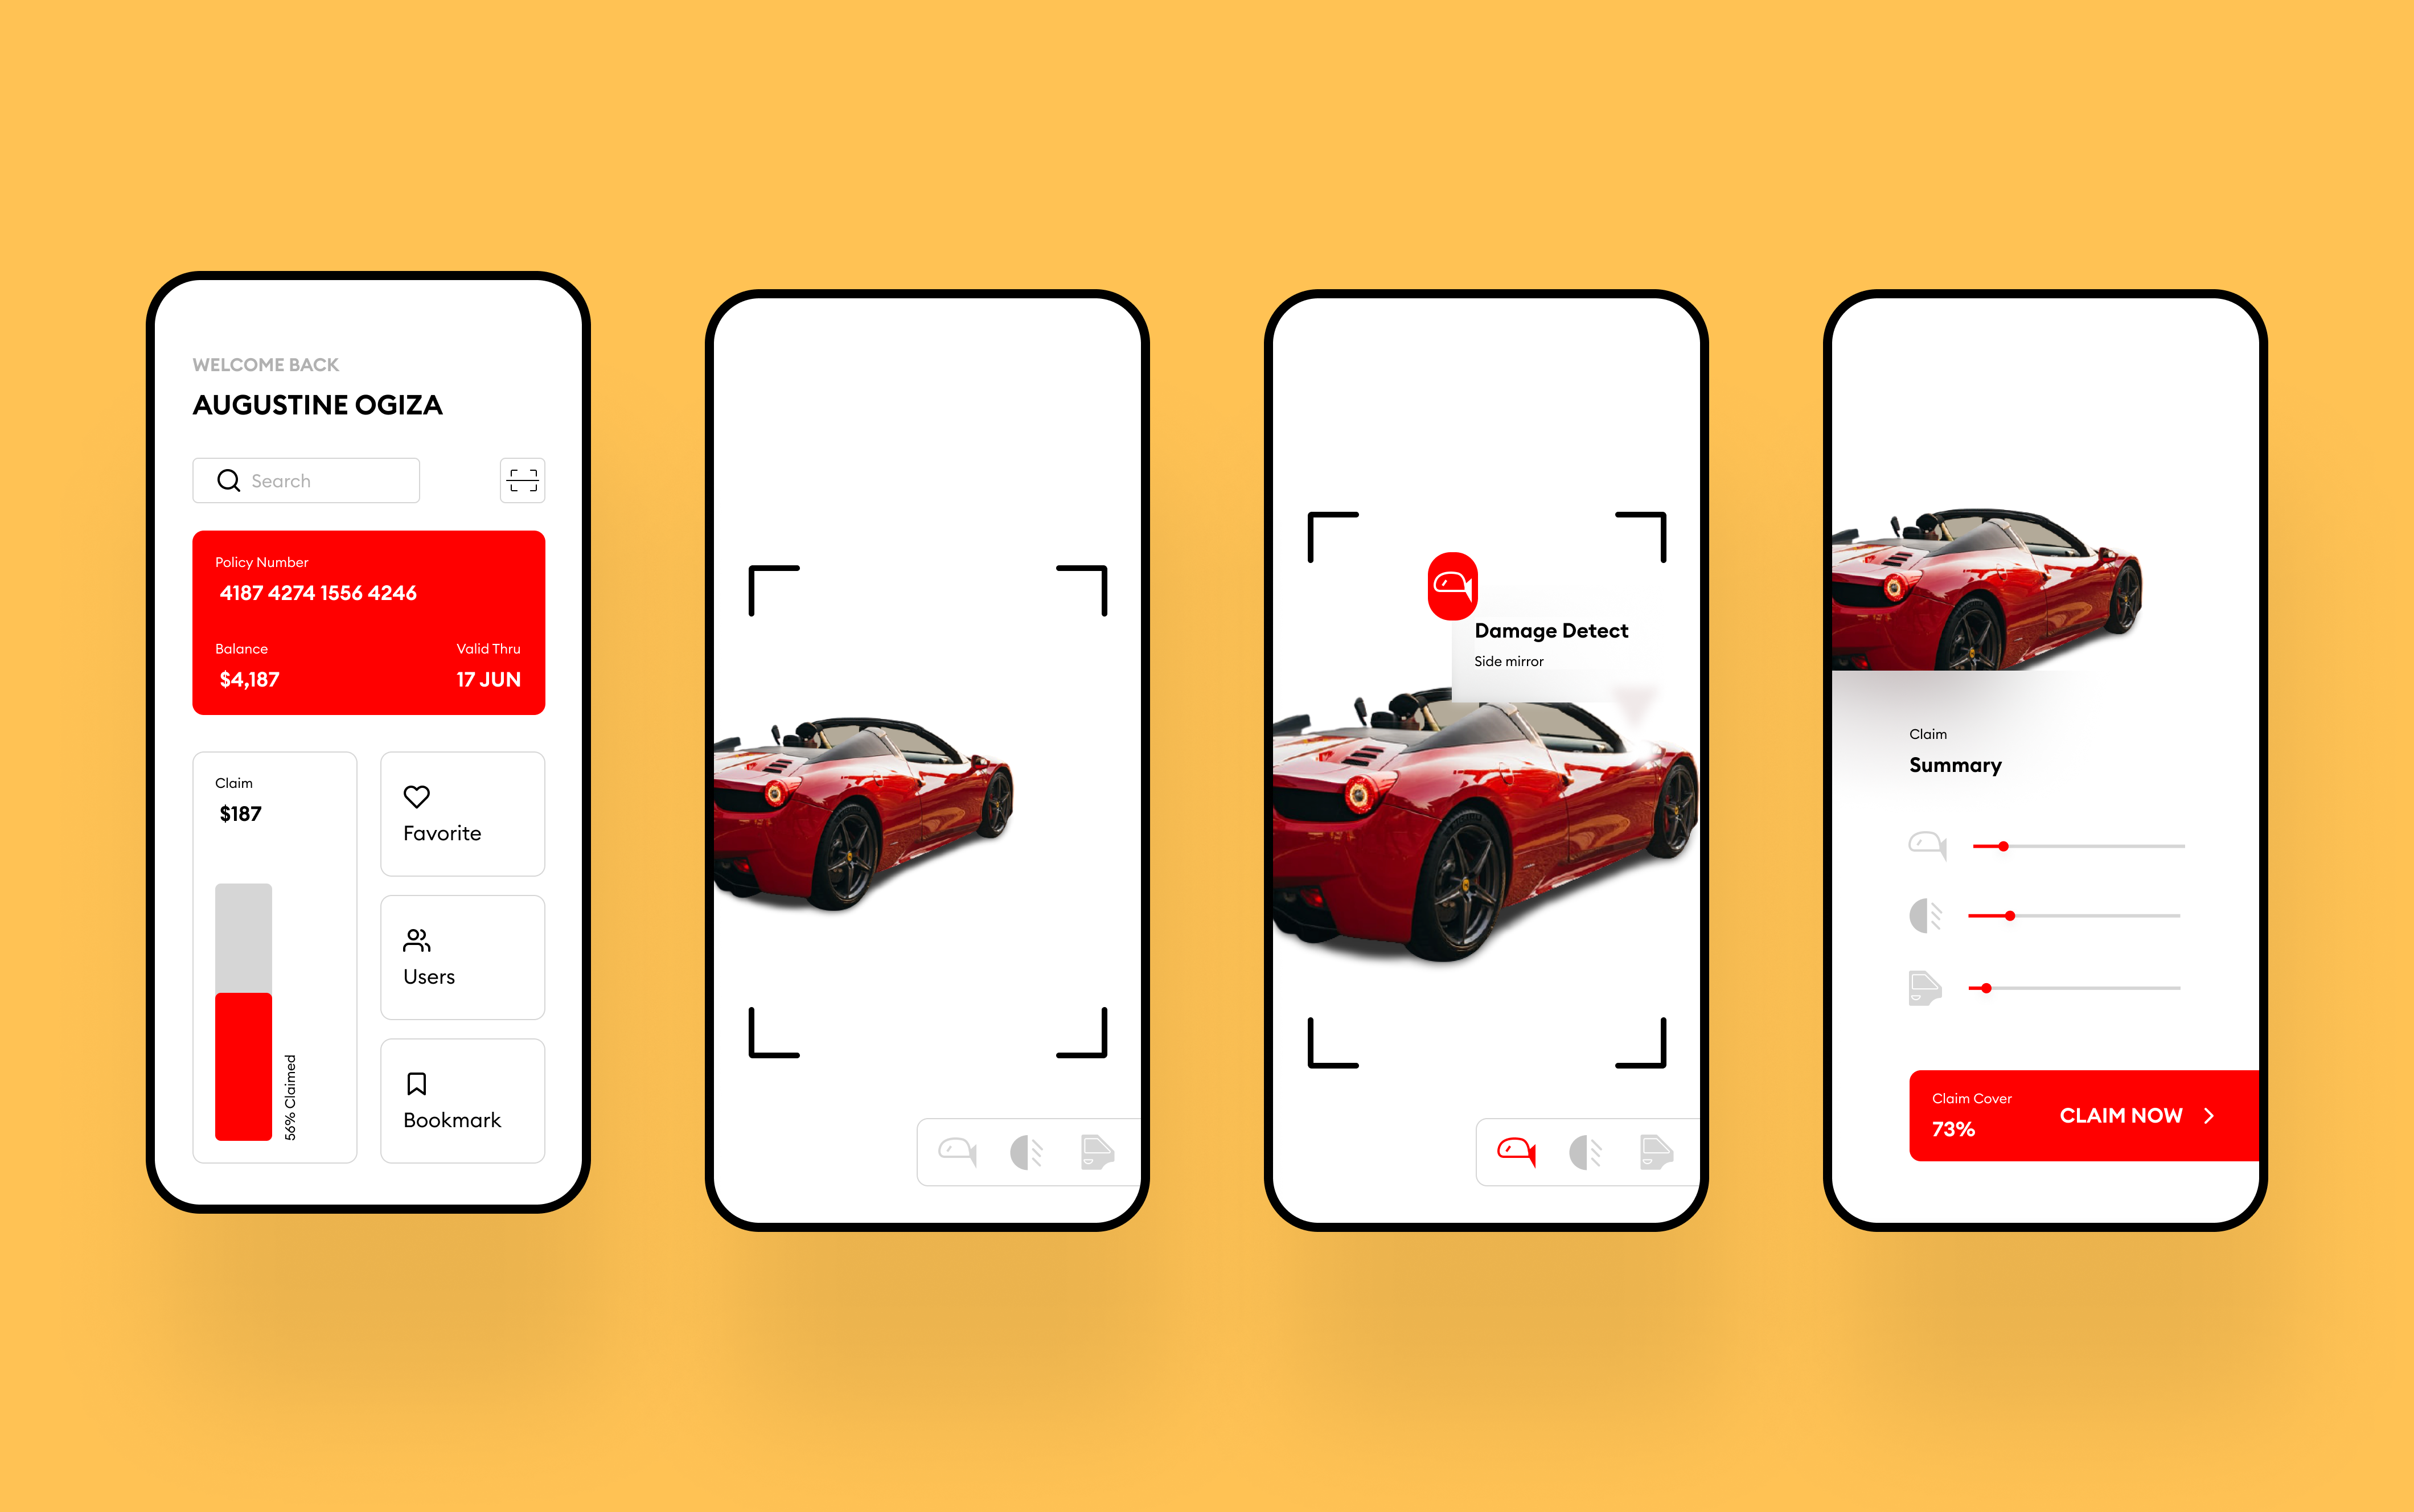 WELCOME BACK
AUGUSTINE OGIZA
Search
Policy Number
4187 4274 1556 4246
Balance
Valid Thru
$4,187
17 JUN
Claim
$187
56% Claimed
Favorite
Users
Bookmark
Damage Detect
Side mirror
Claim
Summary
Claim Cover
73%
CLAIM NOW